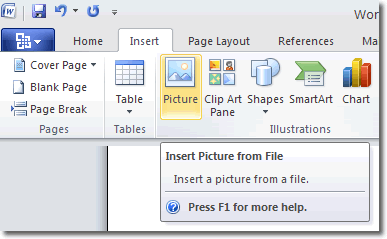 Wor
Home Insert Page Layout References Ma
Cover Page
Blank Page
Page Break
Pages
Table
Tables
Picture
Clip Art
Pane
Shapes
SmartArt
Chart
Illustrations
Insert Picture from File
Insert a picture from a file.
Press F1 for more help.